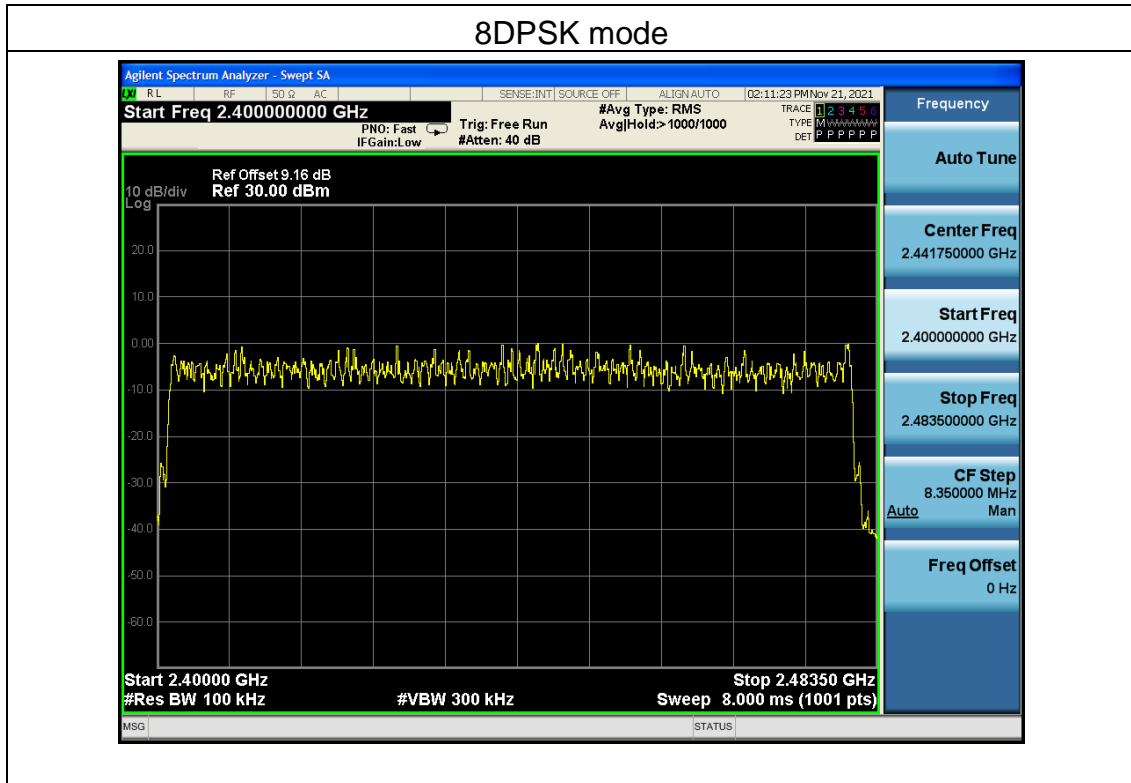 8DPSK mode
Agilent Spectrum Analyzer - Swept SA
LXI RL RF 50 Ω AC SENSE:INT SOURCE OFF ALIGN AUTO 02:11:23 PM Nov 21, 2021
Start Freq 2.400000000 GHz
PNO: Fast
IFGain:Low
Trig: Free Run
#Atten: 40 dB
#Avg Type: RMS
Avg|Hold:>1000/1000
TRACE 1 2 3 4 5 6
TYPE M
DET P P P P P P
Ref Offset 9.16 dB
10 dB/div Ref 30.00 dBm
Log
20.0
10.0
0.00
-10.0
-20.0
-30.0
-40.0
-50.0
-60.0
Start 2.40000 GHz Stop 2.48350 GHz
#Res BW 100 kHz #VBW 300 kHz Sweep 8.000 ms (1001 pts)
MSG STATUS
Frequency
Auto Tune
Center Freq
2.441750000 GHz
Start Freq
2.400000000 GHz
Stop Freq
2.483500000 GHz
CF Step
8.350000 MHz
Auto Man
Freq Offset
0 Hz